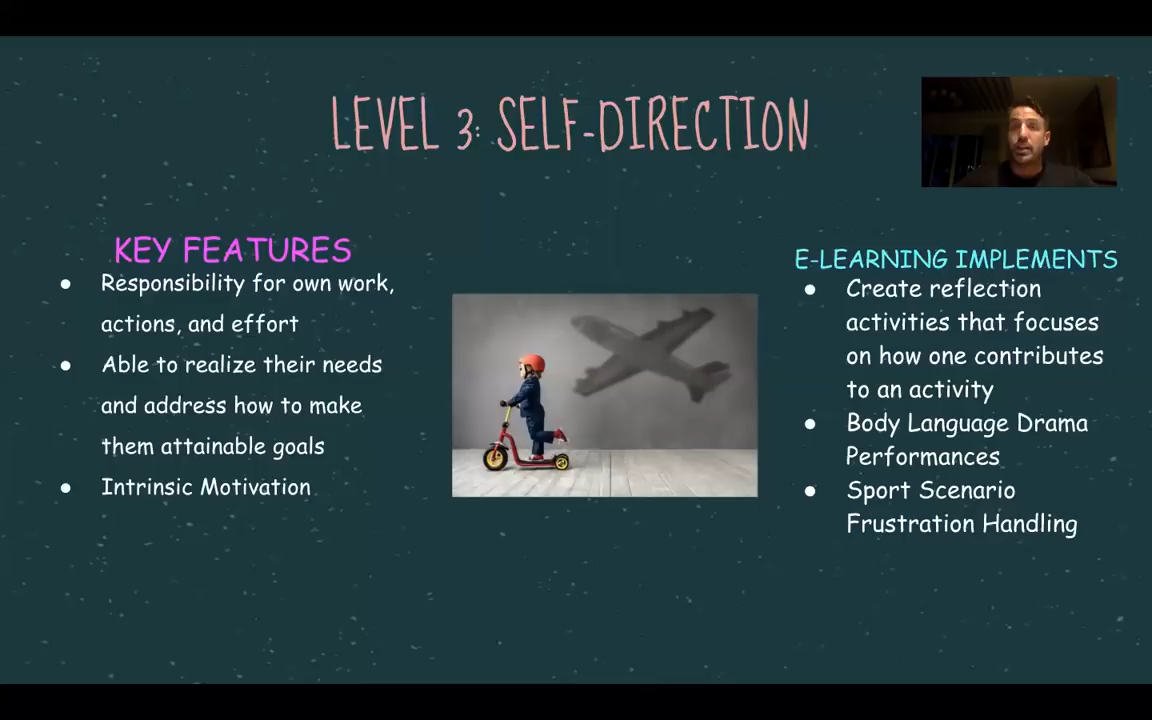 LEVEL 3: SELF-DIRECTION
KEY FEATURES
● Responsibility for own work,
actions, and effort
● Able to realize their needs
and address how to make
them attainable goals
● Intrinsic Motivation
E-LEARNING IMPLEMENTS
● Create reflection
activities that focuses
on how one contributes
to an activity
● Body Language Drama
Performances
● Sport Scenario
Frustration Handling